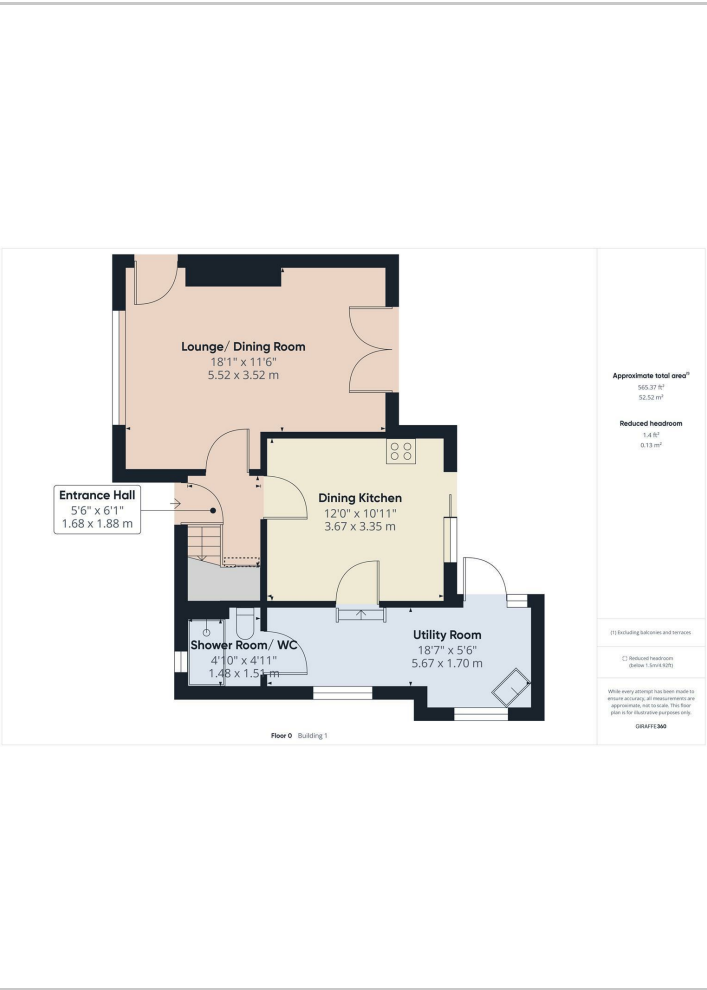 Lounge/ Dining Room
18'1" x 11'6"
5.52 x 3.52 m
Entrance Hall
5'6" x 6'1"
1.68 x 1.88 m
Dining Kitchen
12'0" x 10'11"
3.67 x 3.35 m
Shower Room/ WC
4'10" x 4'11"
1.48 x 1.51 m
Utility Room
18'7" x 5'6"
5.67 x 1.70 m
Floor 0 Building 1
Approximate total area⁽¹⁾
565.37 ft²
52.52 m²
Reduced headroom
1.4 ft²
0.13 m²
(1) Excluding balconies and terraces
Reduced headroom
(below 1.5m/4.92ft)
While every attempt has been made to
ensure accuracy, all measurements are
approximate, not to scale. This floor
plan is for illustrative purposes only.
GIRAFFE360